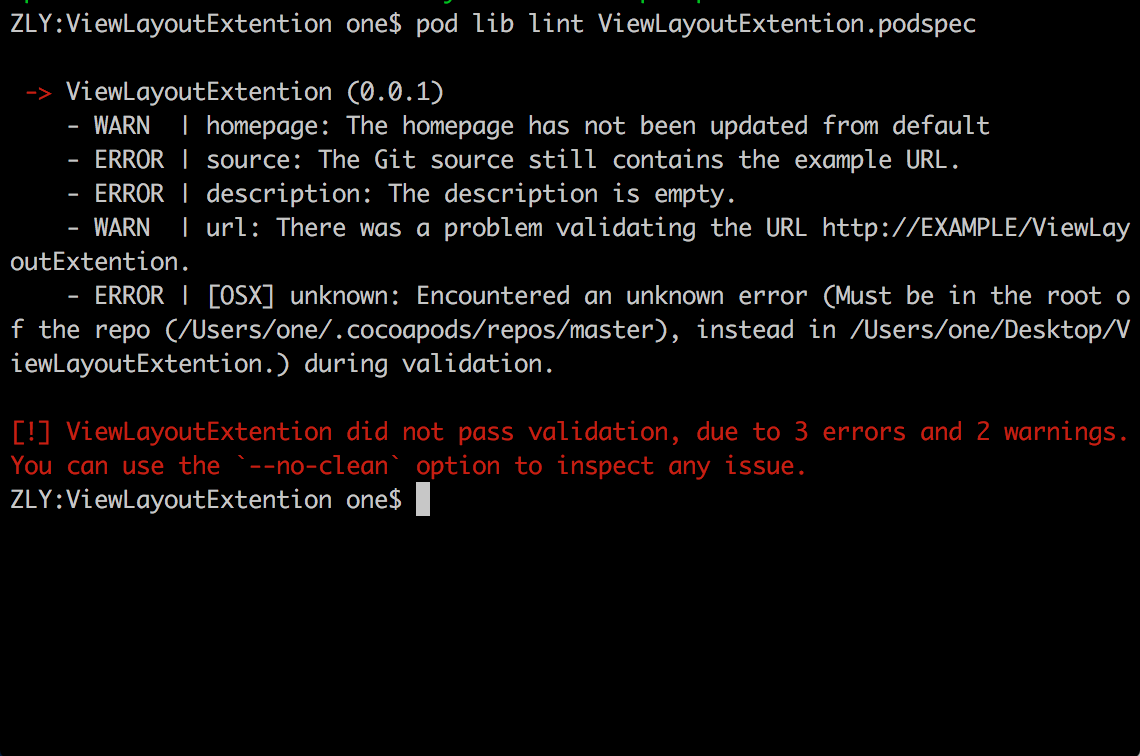 ZLY:ViewLayoutExtention one$ pod lib lint ViewLayoutExtention.podspec
-> ViewLayoutExtention (0.0.1)
- WARN | homepage: The homepage has not been updated from default
- ERROR | source: The Git source still contains the example URL.
- ERROR | description: The description is empty.
- WARN | url: There was a problem validating the URL http://EXAMPLE/ViewLay
outExtention.
- ERROR | [OSX] unknown: Encountered an unknown error (Must be in the root o
f the repo (/Users/one/.cocoapods/repos/master), instead in /Users/one/Desktop/V
iewLayoutExtention.) during validation.
[!] ViewLayoutExtention did not pass validation, due to 3 errors and 2 warnings.
You can use the `--no-clean` option to inspect any issue.
ZLY:ViewLayoutExtention one$